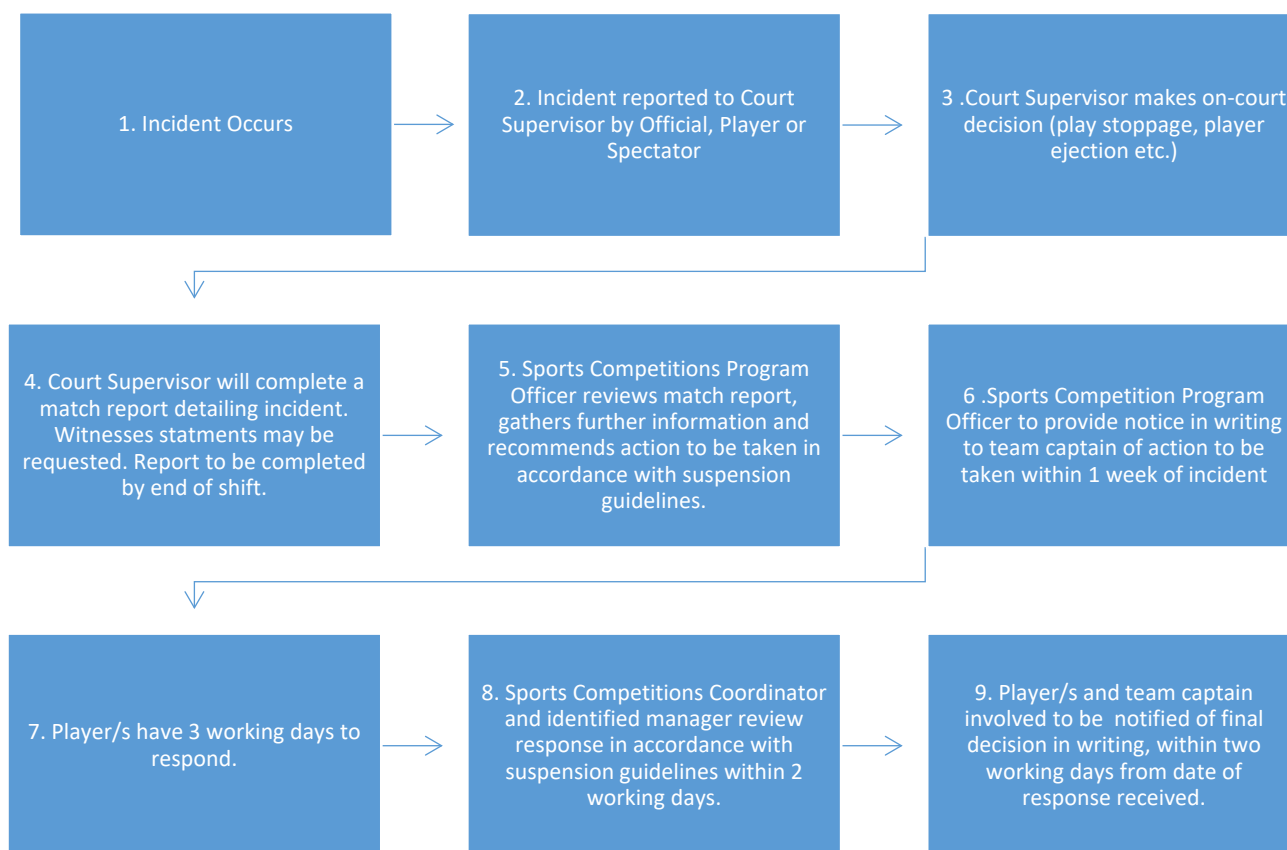 1. Incident Occurs
2. Incident reported to Court
Supervisor by Official, Player or
Spectator
3 .Court Supervisor makes on-court
decision (play stoppage, player
ejection etc.)
4. Court Supervisor will complete a
match report detailing incident.
Witnesses statments may be
requested. Report to be completed
by end of shift.
5. Sports Competitions Program
Officer reviews match report,
gathers further information and
recommends action to be taken in
accordance with suspension
guidelines.
6 .Sports Competition Program
Officer to provide notice in writing
to team captain of action to be
taken within 1 week of incident
7. Player/s have 3 working days to
respond.
8. Sports Competitions Coordinator
and identified manager review
response in accordance with
suspension guidelines within 2
working days.
9. Player/s and team captain
involved to be  notified of final
decision in writing, within two
working days from date of
response received.